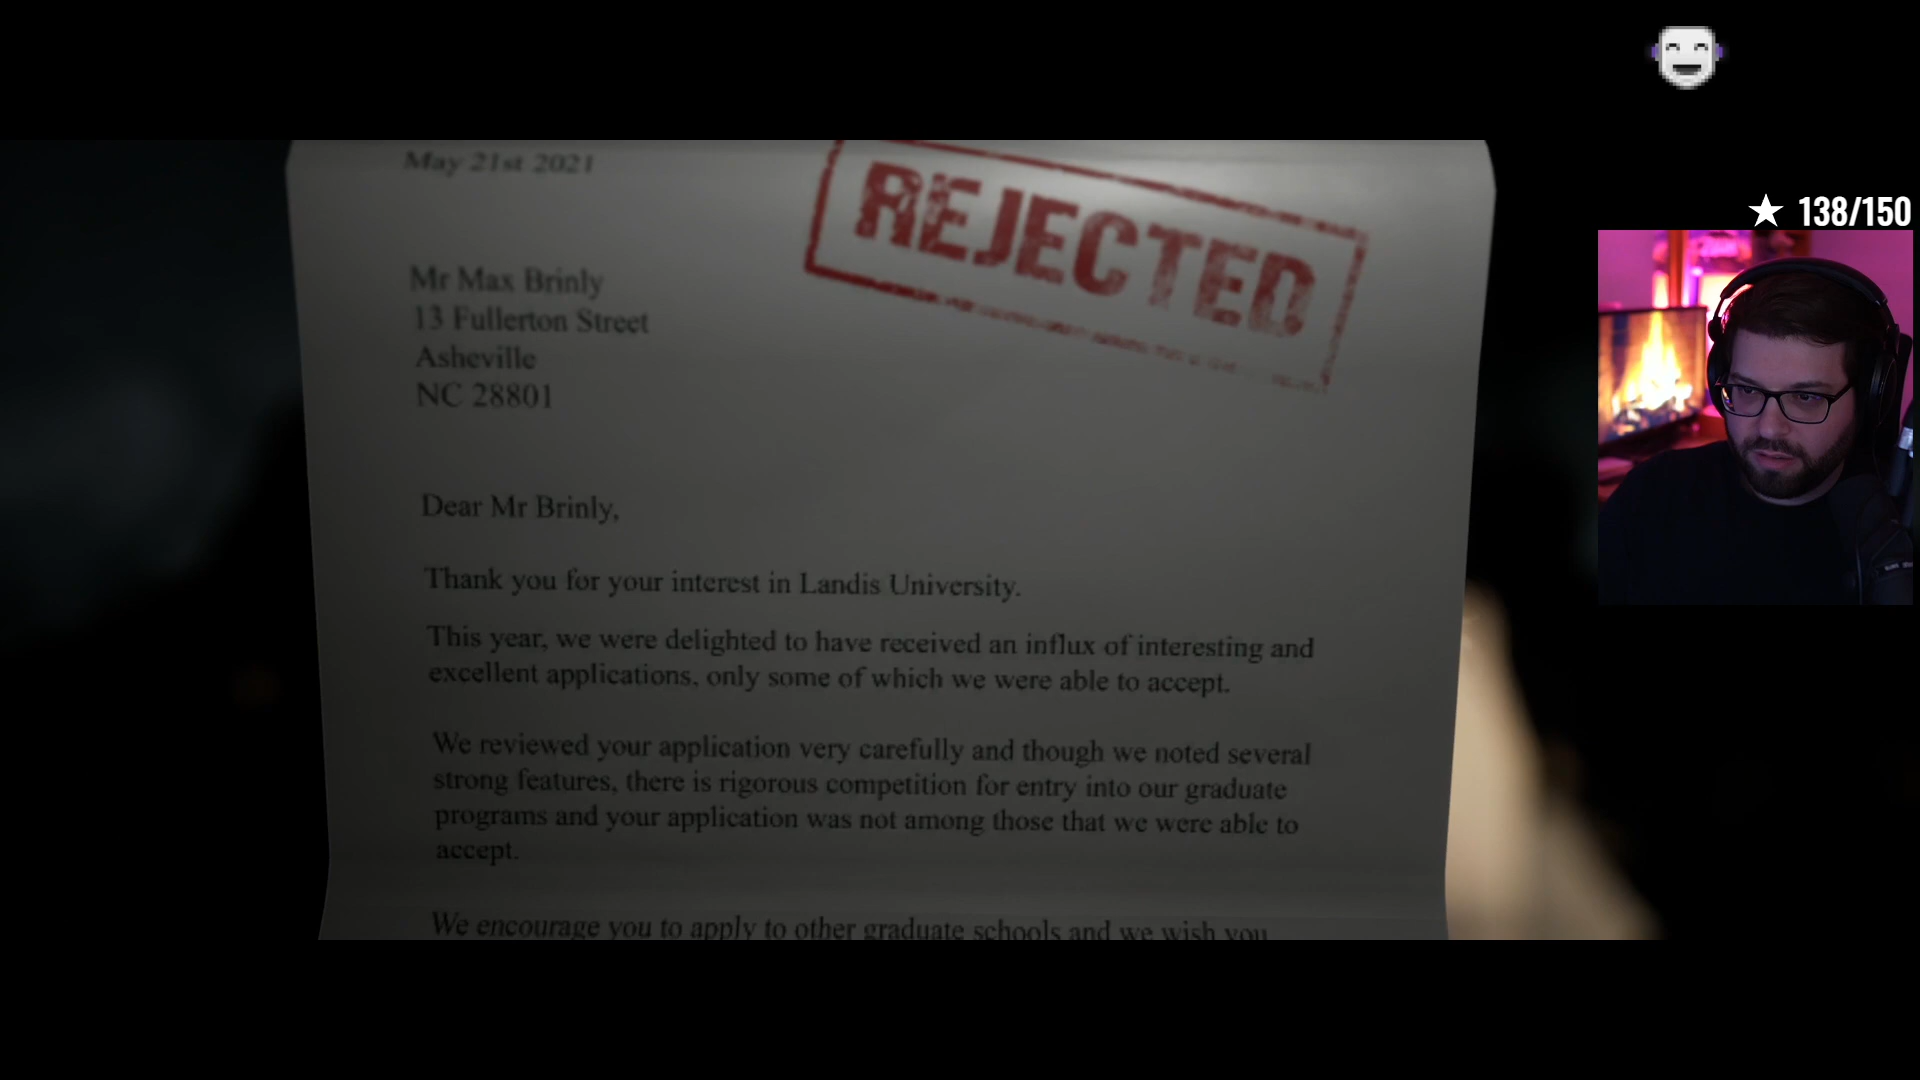 May 21st 2021
REJECTED
Mr Max Brinly
13 Fullerton Street
Asheville
NC 28801
★ 138/150
Dear Mr Brinly,
Thank you for your interest in Landis University.
This year, we were delighted to have received an influx of interesting and
excellent applications, only some of which we were able to accept.
We reviewed your application very carefully and though we noted several
strong features, there is rigorous competition for entry into our graduate
programs and your application was not among those that we were able to
accept.
We encourage you to apply to other graduate schools and we wish you